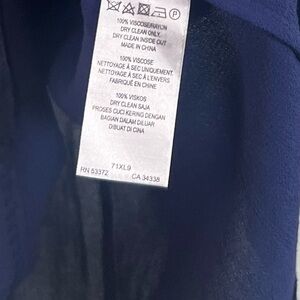 P
100% VISCOSE/RAYON
DRY CLEAN ONLY
DRY CLEAN INSIDE OUT
MADE IN CHINA
100% VISCOSE
NETTOYAGE À SEC UNIQUEMENT
NETTOYAGE À SEC À L'ENVERS
FABRIQUÉ EN CHINE
100% VISKOS
DRY CLEAN SAJA
PROSES CUCI KERING DENGAN
BAGIAN DALAM DILUAR
DIBUAT DI CINA
71XL9
RN 53372 CA 34338